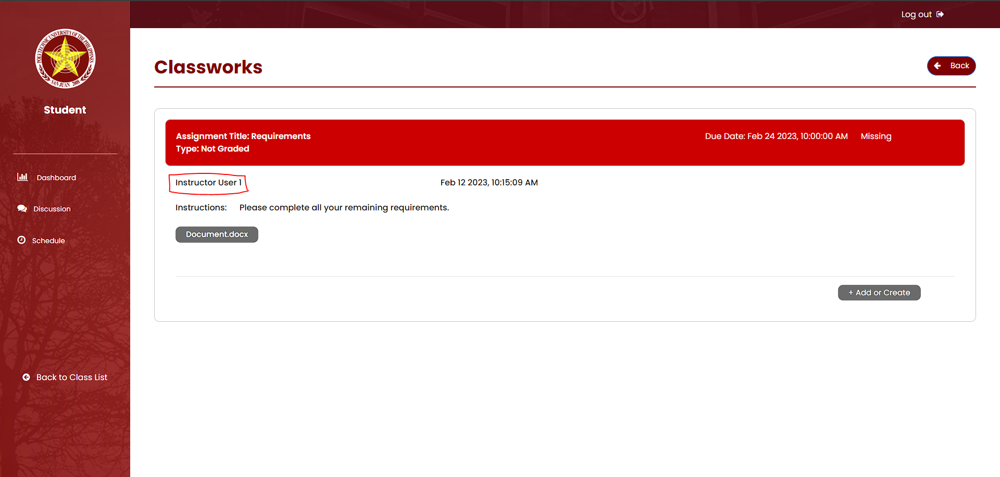 Log out
POLYTECHNIC UNIVERSITY OF THE PHILIPPINES
SAN JUAN 2008
Student
Dashboard
Discussion
Schedule
Back to Class List
Classworks
Back
Assignment Title: Requirements
Due Date: Feb 24 2023, 10:00:00 AM Missing
Type: Not Graded
Instructor User 1 Feb 12 2023, 10:15:09 AM
Instructions: Please complete all your remaining requirements.
Document.docx
+ Add or Create